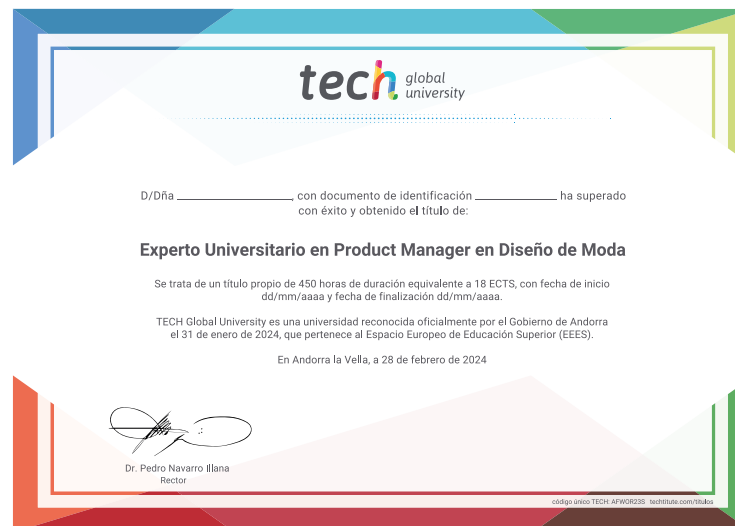 tech global university
D/Dña ______________, con documento de identificación __________ ha superado
con éxito y obtenido el título de:
Experto Universitario en Product Manager en Diseño de Moda
Se trata de un título propio de 450 horas de duración equivalente a 18 ECTS, con fecha de inicio
dd/mm/aaaa y fecha de finalización dd/mm/aaaa.
TECH Global University es una universidad reconocida oficialmente por el Gobierno de Andorra
el 31 de enero de 2024, que pertenece al Espacio Europeo de Educación Superior (EEES).
En Andorra la Vella, a 28 de febrero de 2024
Dr. Pedro Navarro Illana
Rector
código único TECH: AFWOR23S techtitute.com/titulos